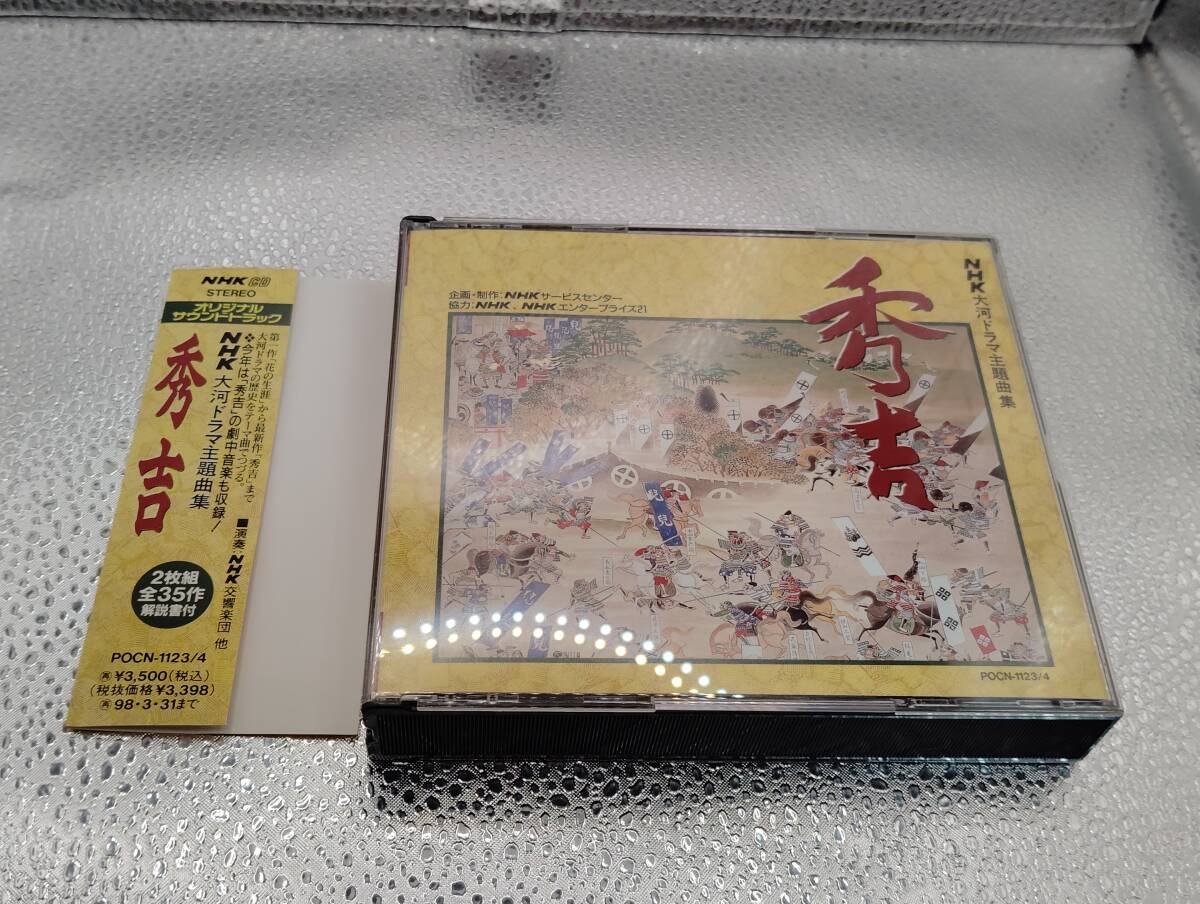 NHK CD
STEREO
オリジナル
サウンドトラック
第一作「花の生涯」から最新作「秀吉」まで
大河ドラマの歴史をテーマ曲でつづる。
❖今年は「秀吉」の劇中音楽も収録!
NHK大河ドラマ主題曲集
秀吉
■演奏:NHK交響楽団 他
2枚組
全35作
解説書付
POCN-1123/4
再¥3,500(税込)
(税抜価格¥3,398)
再98・3・31まで
企画・制作:NHKサービスセンター
協力:NHK、NHKエンタープライズ21
NHK大河ドラマ主題曲集
秀吉
POCN-1123/4